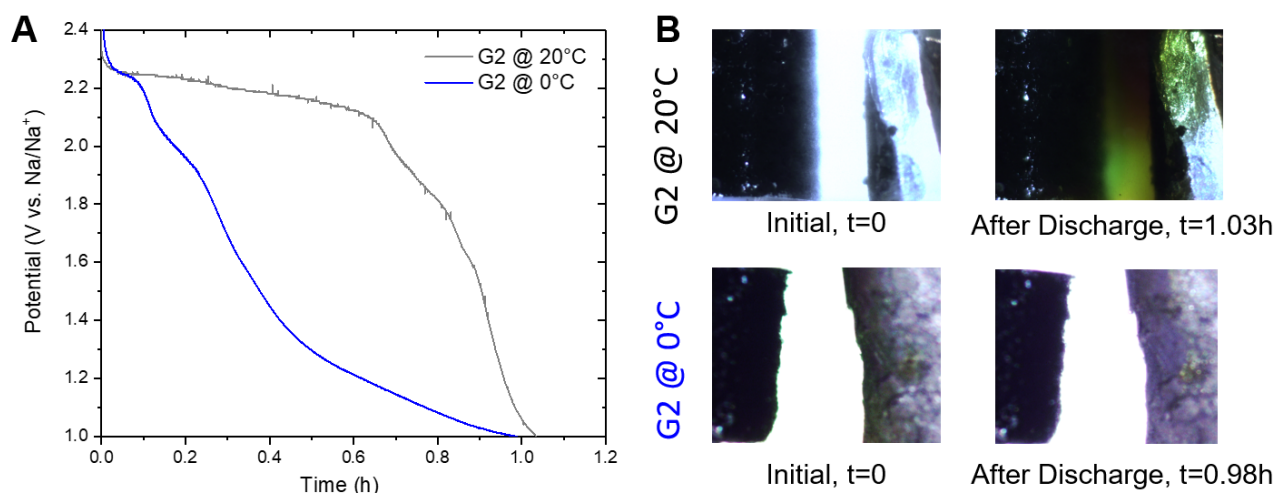 A
2.4
2.2
2.0
1.8
1.6
1.4
1.2
1.0
Potential (V vs. Na/Na⁺)
G2 @ 20°C
G2 @ 0°C
0.0 0.2 0.4 0.6 0.8 1.0 1.2
Time (h)
B
G2 @ 20°C
Initial, t=0
After Discharge, t=1.03h
G2 @ 0°C
Initial, t=0
After Discharge, t=0.98h